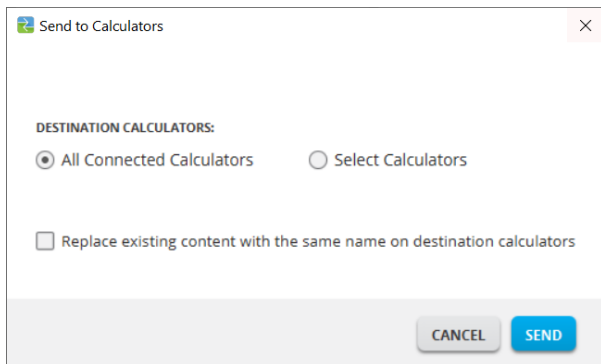 Send to Calculators
DESTINATION CALCULATORS:
All Connected Calculators
Select Calculators
Replace existing content with the same name on destination calculators
CANCEL
SEND